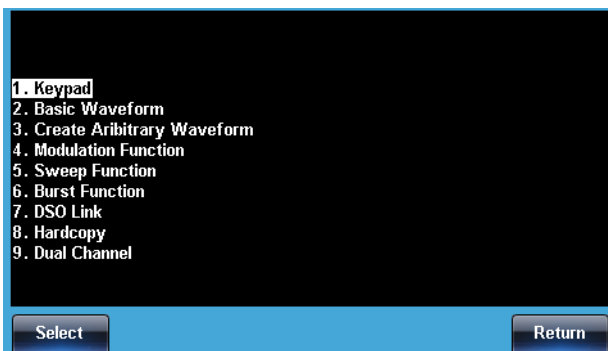 1. Keypad
2. Basic Waveform
3. Create Aribitrary Waveform
4. Modulation Function
5. Sweep Function
6. Burst Function
7. DSO Link
8. Hardcopy
9. Dual Channel
Select
Return